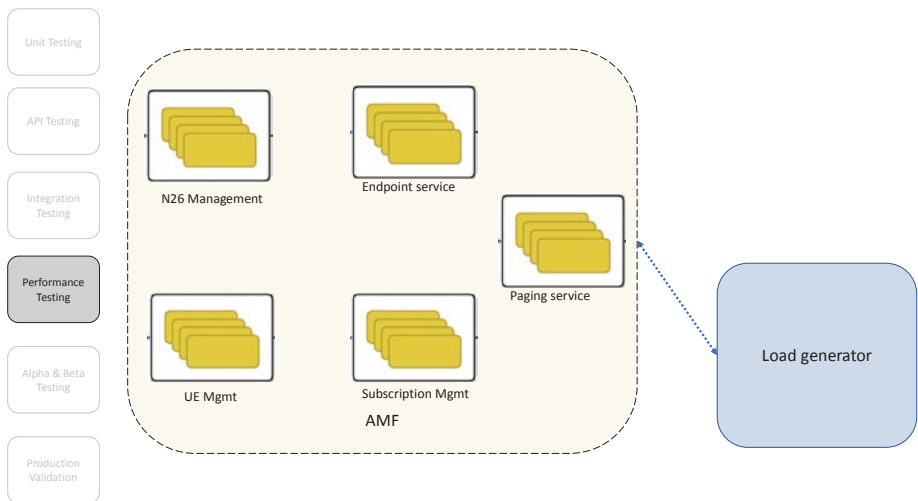 Unit Testing
API Testing
Integration
Testing
Performance
Testing
Alpha & Beta
Testing
Production
Validation
N26 Management
Endpoint service
Paging service
UE Mgmt
Subscription Mgmt
AMF
Load generator